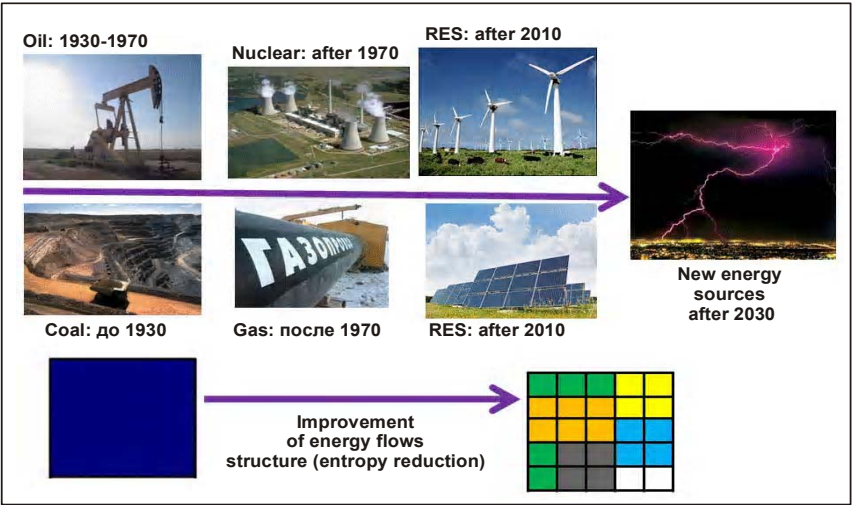 Oil: 1930-1970
Nuclear: after 1970
RES: after 2010
ГАЗОПРО
New energy
sources
after 2030
Coal: до 1930
Gas: после 1970
RES: after 2010
Improvement
of energy flows
structure (entropy reduction)